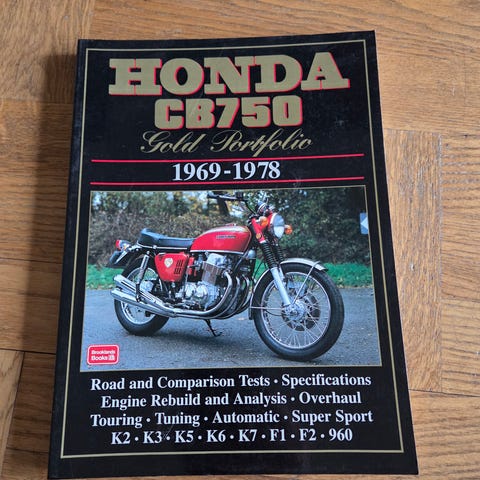 HONDA
CB750
Gold Portfolio
1969-1978
Brooklands
Books
Road and Comparison Tests · Specifications
Engine Rebuild and Analysis · Overhaul
Touring · Tuning · Automatic · Super Sport
K2 · K3 · K5 · K6 · K7 · F1 · F2 · 960